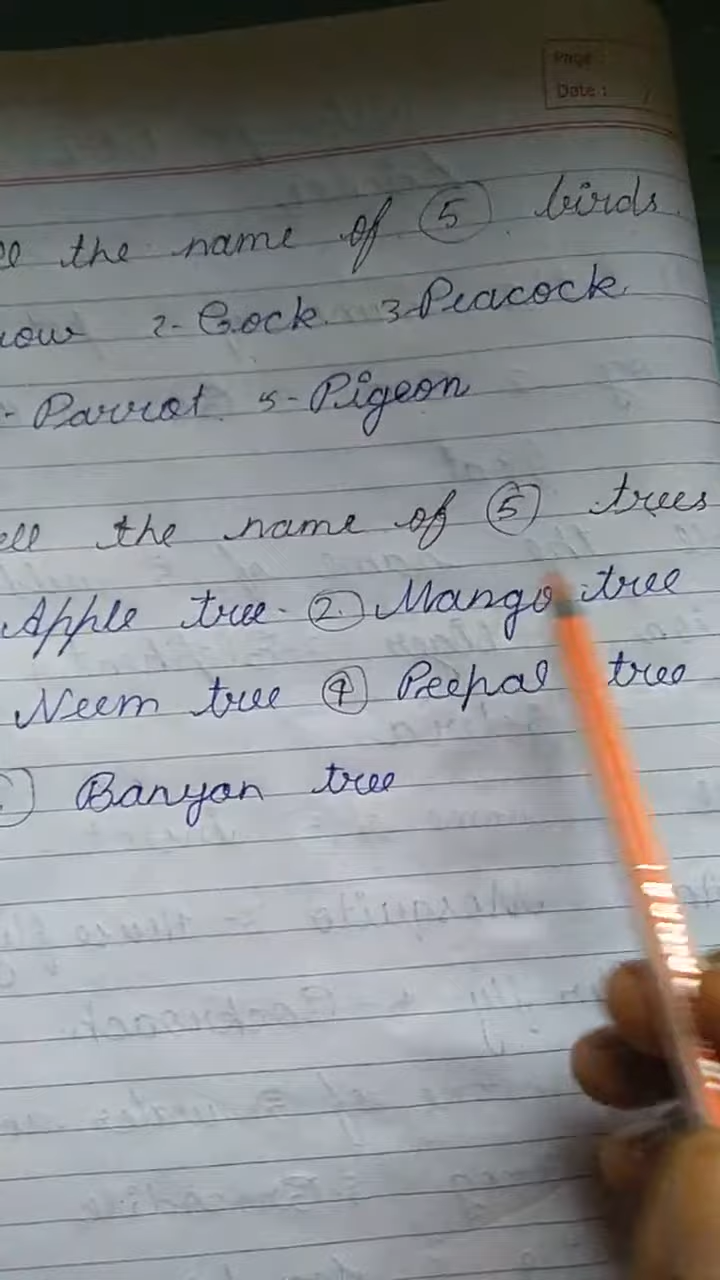 Page :
Date :
the name of 5 birds.
2- Cock. 3 Peacock.
- Parrot. 5- Pigeon
ell the name of 5 trees
Apple tree. 2. Mango tree
Neem tree 4 Peepal tree
Banyan tree